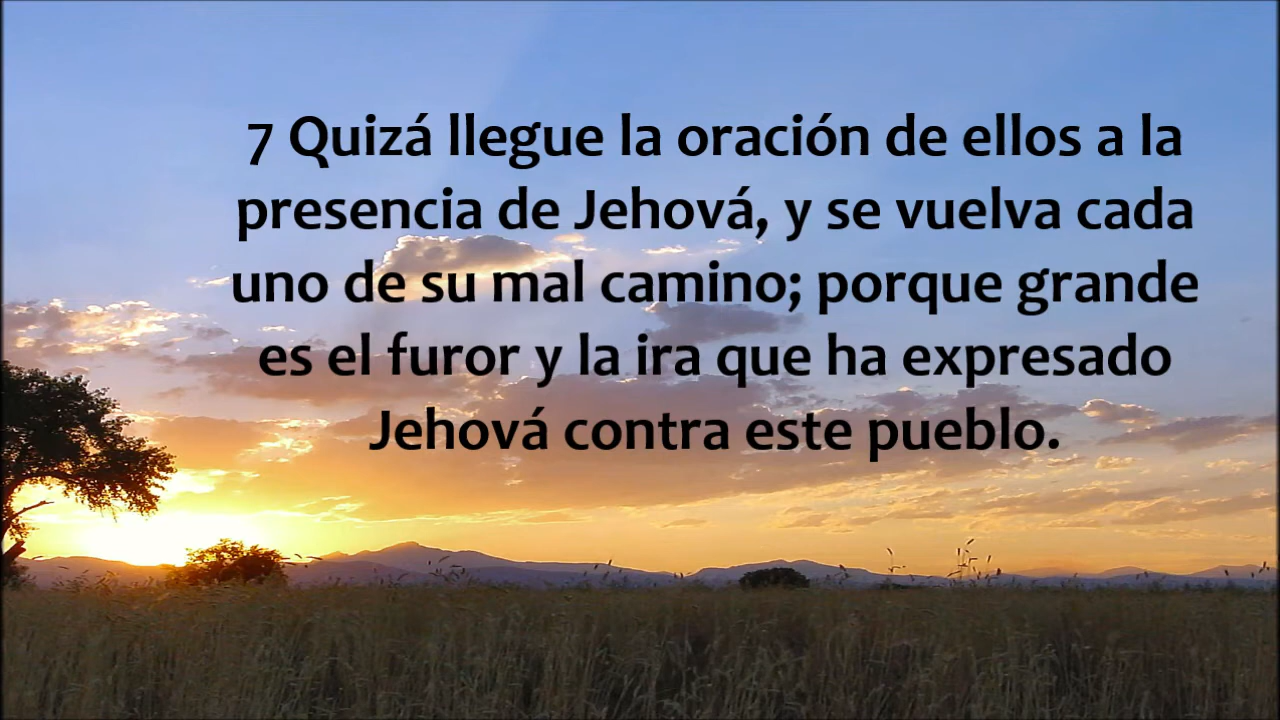 7 Quizá llegue la oración de ellos a la
presencia de Jehová, y se vuelva cada
uno de su mal camino; porque grande
es el furor y la ira que ha expresado
Jehová contra este pueblo.